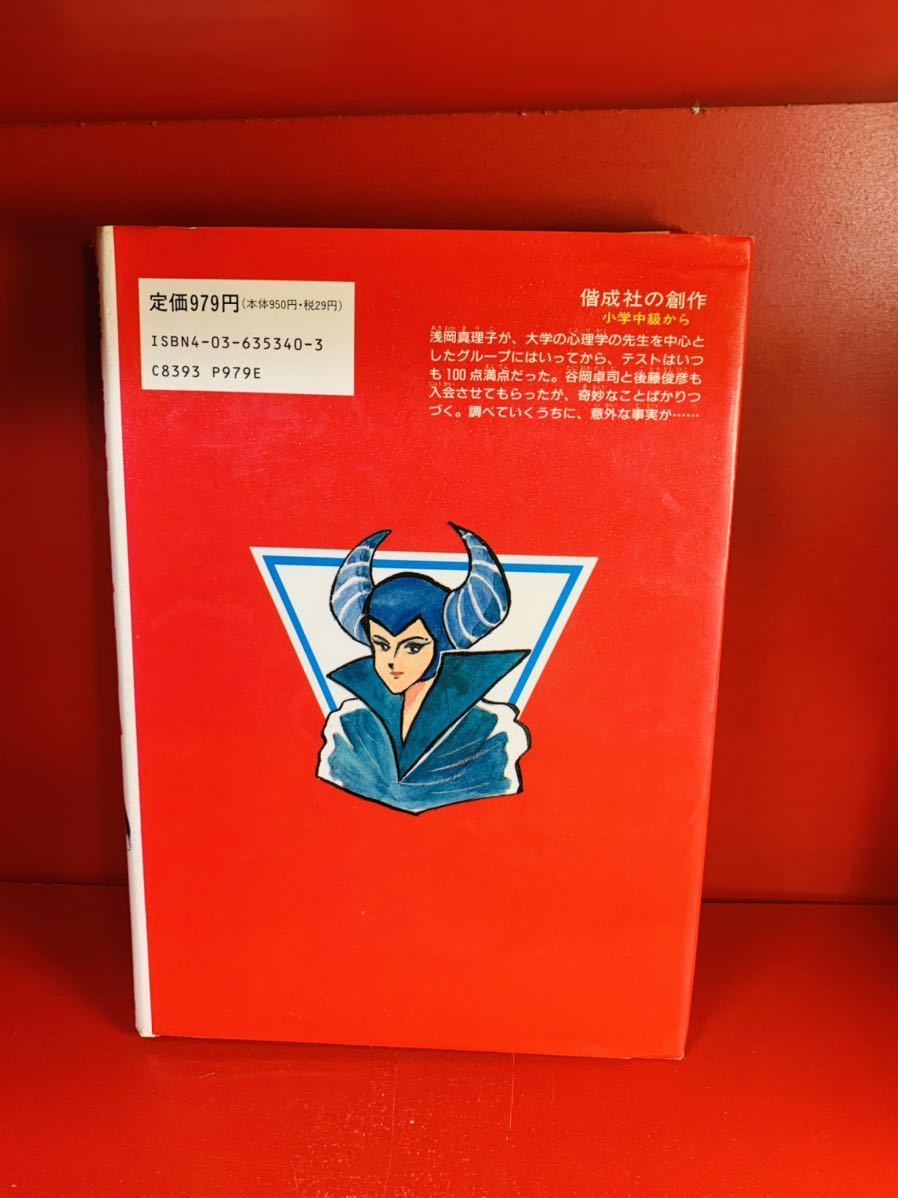 定価979円(本体950円・税29円)
ISBN4-03-635340-3
C8393 P979E
偕成社の創作
小学中級から
浅岡真理子が、大学の心理学の先生を中心と
したグループにはいってから、テストはいつ
も100点満点だった。谷岡卓司と後藤俊彦も
入会させてもらったが、奇妙なことばかりつ
づく。調べていくうちに、意外な事実が……